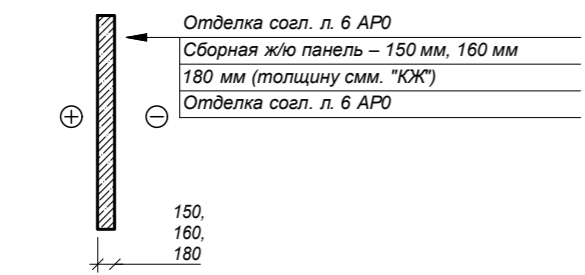 Отделка согл. л. 6 АР0
Сборная ж/ю панель – 150 мм, 160 мм
180 мм (толщину смм. "КЖ")
Отделка согл. л. 6 АР0
+ −
150,
160,
180